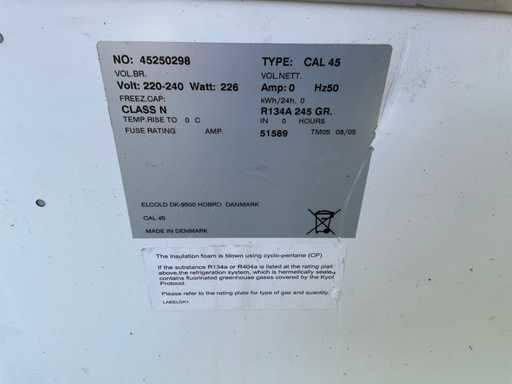 NO: 45250298 TYPE: CAL 45
VOL.BR. VOL.NETT.
Volt: 220-240 Watt: 226 Amp: 0 Hz50
FREEZ.CAP: kWh/24h, 0
CLASS N R134A 245 GR.
TEMP.RISE TO 0 C IN 0 HOURS
FUSE RATING AMP. 51589 TM05 08/05
ELCOLD DK-9500 HOBRO DANMARK
CAL 45
MADE IN DENMARK
The insulation foam is blown using cyclo-pentane (CP)
If the substance R134a or R404a is listed at the rating plat
above,the refrigeration system, which is hermetically seale
contains fluorinated greenhouse gases covered by the Kyot
Protocol.
Please refer to the rating plate for type of gas and quantity.